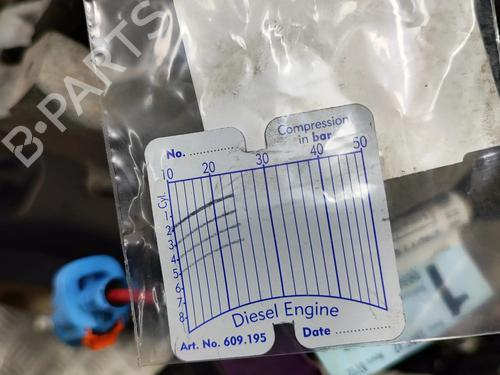 B-PARTS
No. ..............
Compression
in bar
10 20 30 40 50
Cyl.
1
2
3
4
5
6
7
8
Diesel Engine
Art. No. 609.195
Date ..............